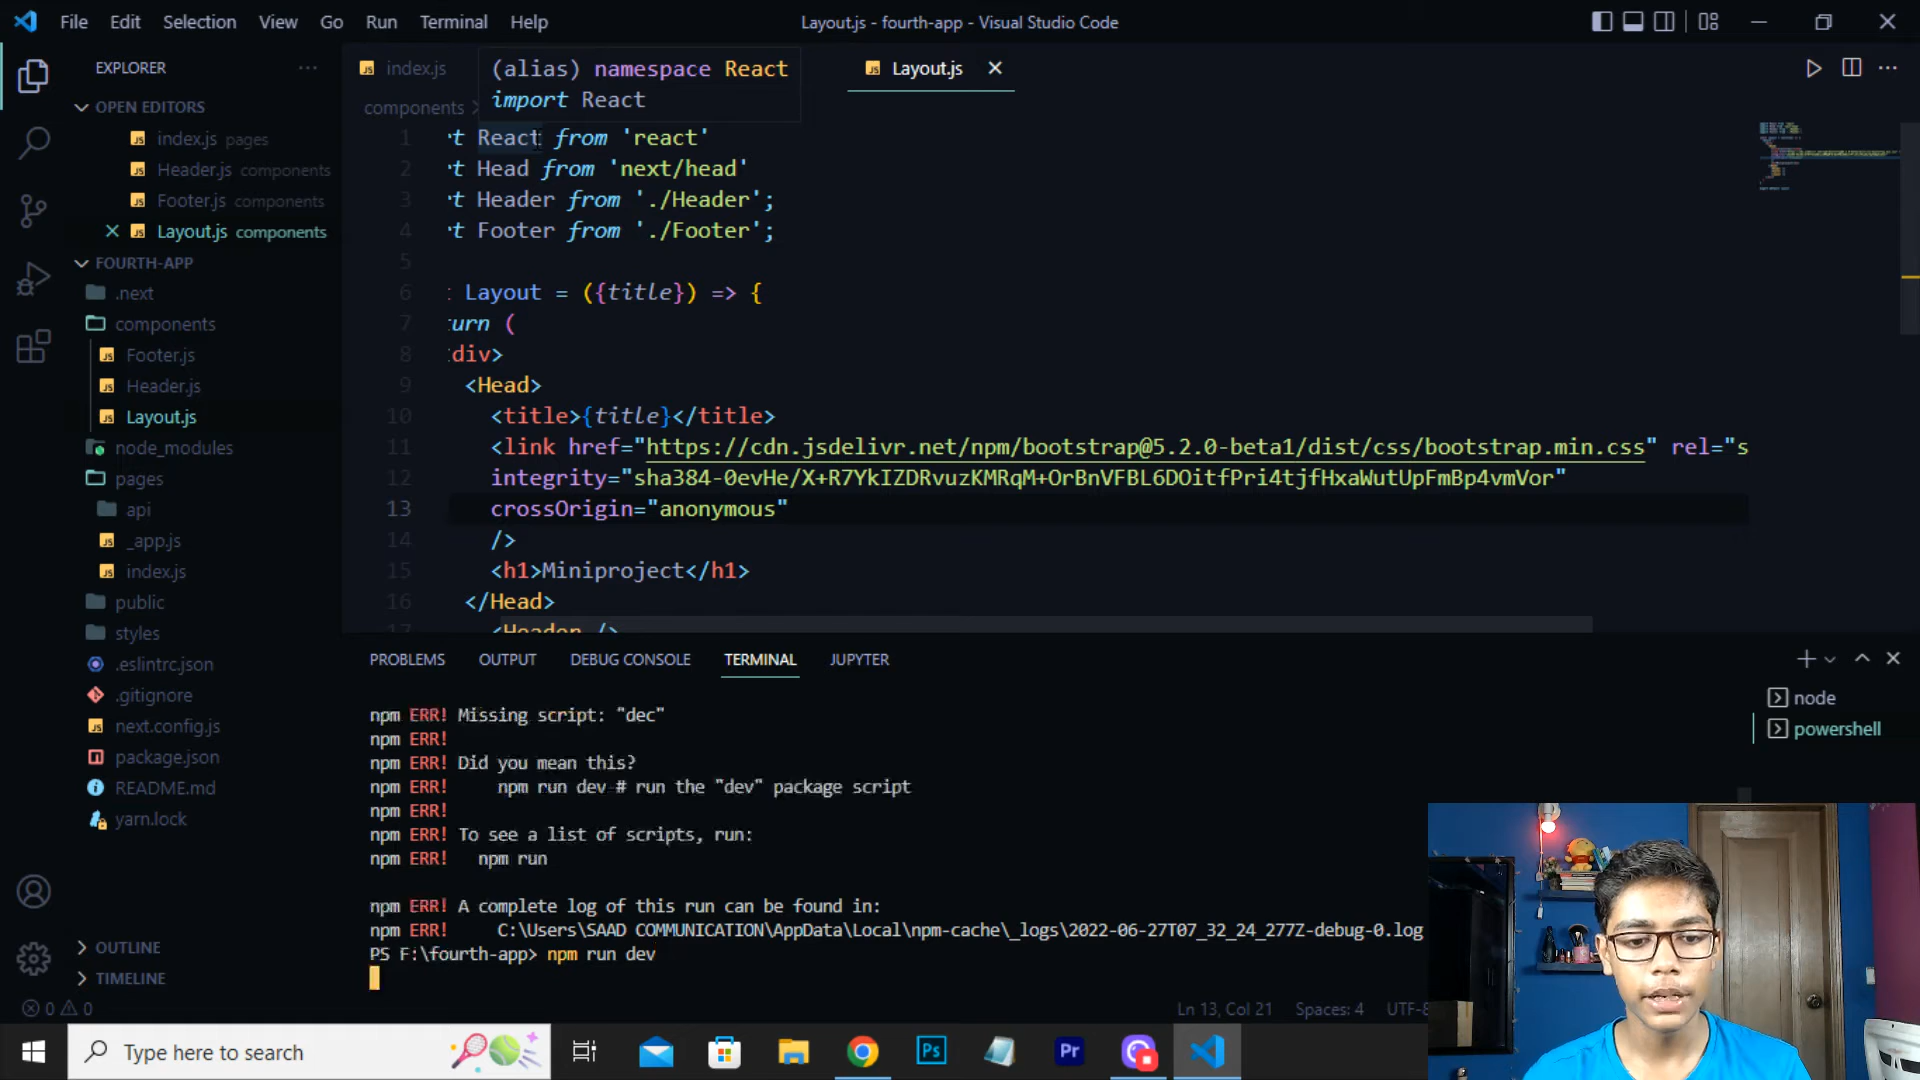 File Edit Selection View Go Run Terminal Help
Layout.js - fourth-app - Visual Studio Code
EXPLORER
OPEN EDITORS
index.js pages
Header.js components
Footer.js components
Layout.js components
FOURTH-APP
.next
components
Footer.js
Header.js
Layout.js
node_modules
pages
api
_app.js
index.js
public
styles
.eslintrc.json
.gitignore
next.config.js
package.json
README.md
yarn.lock
OUTLINE
TIMELINE
index.js
Layout.js
components
(alias) namespace React
import React
1 rt React from 'react'
2 rt Head from 'next/head'
3 rt Header from './Header';
4 rt Footer from './Footer';
5
6 t Layout = ({title}) => {
7 turn (
8 div>
9 <Head>
10 <title>{title}</title>
11 <link href="https://cdn.jsdelivr.net/npm/bootstrap@5.2.0-beta1/dist/css/bootstrap.min.css" rel="s
12 integrity="sha384-0evHe/X+R7YkIZDRvuzKMRqM+OrBnVFBL6DOitfPri4tjfHxaWutUpFmBp4vmVor"
13 crossOrigin="anonymous"
14 />
15 <h1>Miniproject</h1>
16 </Head>
17 <Header />
PROBLEMS OUTPUT DEBUG CONSOLE TERMINAL JUPYTER
node
powershell
npm ERR! Missing script: "dec"
npm ERR!
npm ERR! Did you mean this?
npm ERR! npm run dev # run the "dev" package script
npm ERR!
npm ERR! To see a list of scripts, run:
npm ERR! npm run
npm ERR! A complete log of this run can be found in:
npm ERR! C:\Users\SAAD COMMUNICATION\AppData\Local\npm-cache\_logs\2022-06-27T07_32_24_277Z-debug-0.log
PS F:\fourth-app> npm run dev
0 0
Ln 13, Col 21 Spaces: 4 UTF-8
Type here to search
Ps
Pr